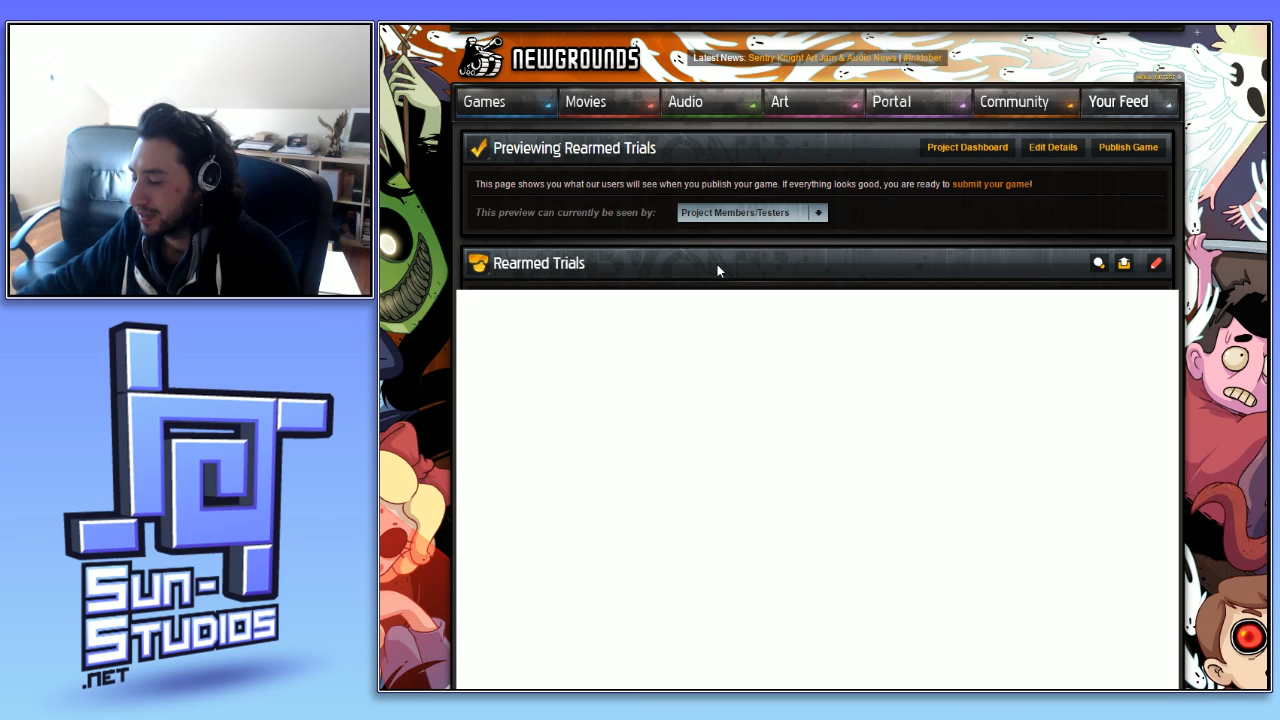 NEWGROUNDS
Latest News: Sentry Knight Art Jam & Audio News | #Inktober
Games
Movies
Audio
Art
Portal
Community
Your Feed
Previewing Rearmed Trials
Project Dashboard
Edit Details
Publish Game
This page shows you what our users will see when you publish your game. If everything looks good, you are ready to submit your game!
This preview can currently be seen by:
Project Members/Testers
Rearmed Trials
SUN-
STUDIOS
.NET